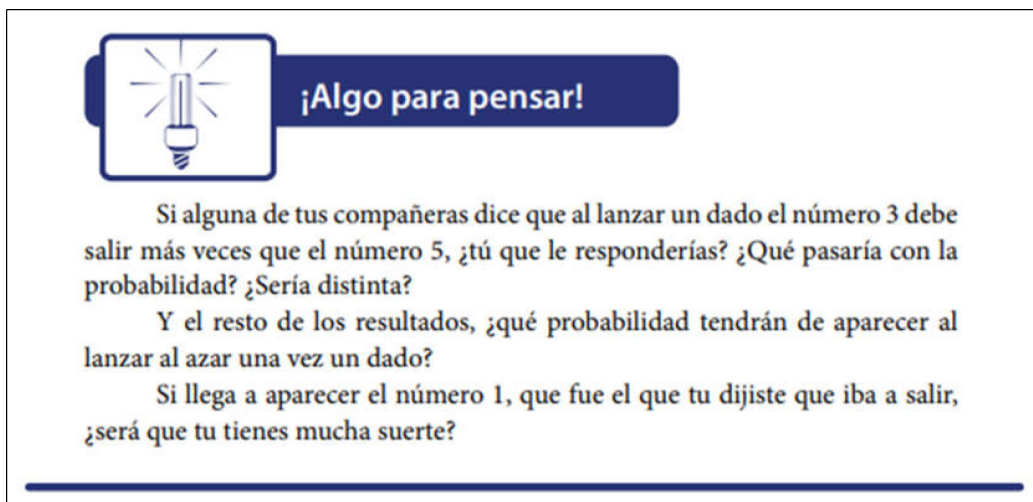 ¡Algo para pensar!
Si alguna de tus compañeras dice que al lanzar un dado el número 3 debe
salir más veces que el número 5, ¿tú que le responderías? ¿Qué pasaría con la
probabilidad? ¿Sería distinta?
Y el resto de los resultados, ¿qué probabilidad tendrán de aparecer al
lanzar al azar una vez un dado?
Si llega a aparecer el número 1, que fue el que tu dijiste que iba a salir,
¿será que tu tienes mucha suerte?